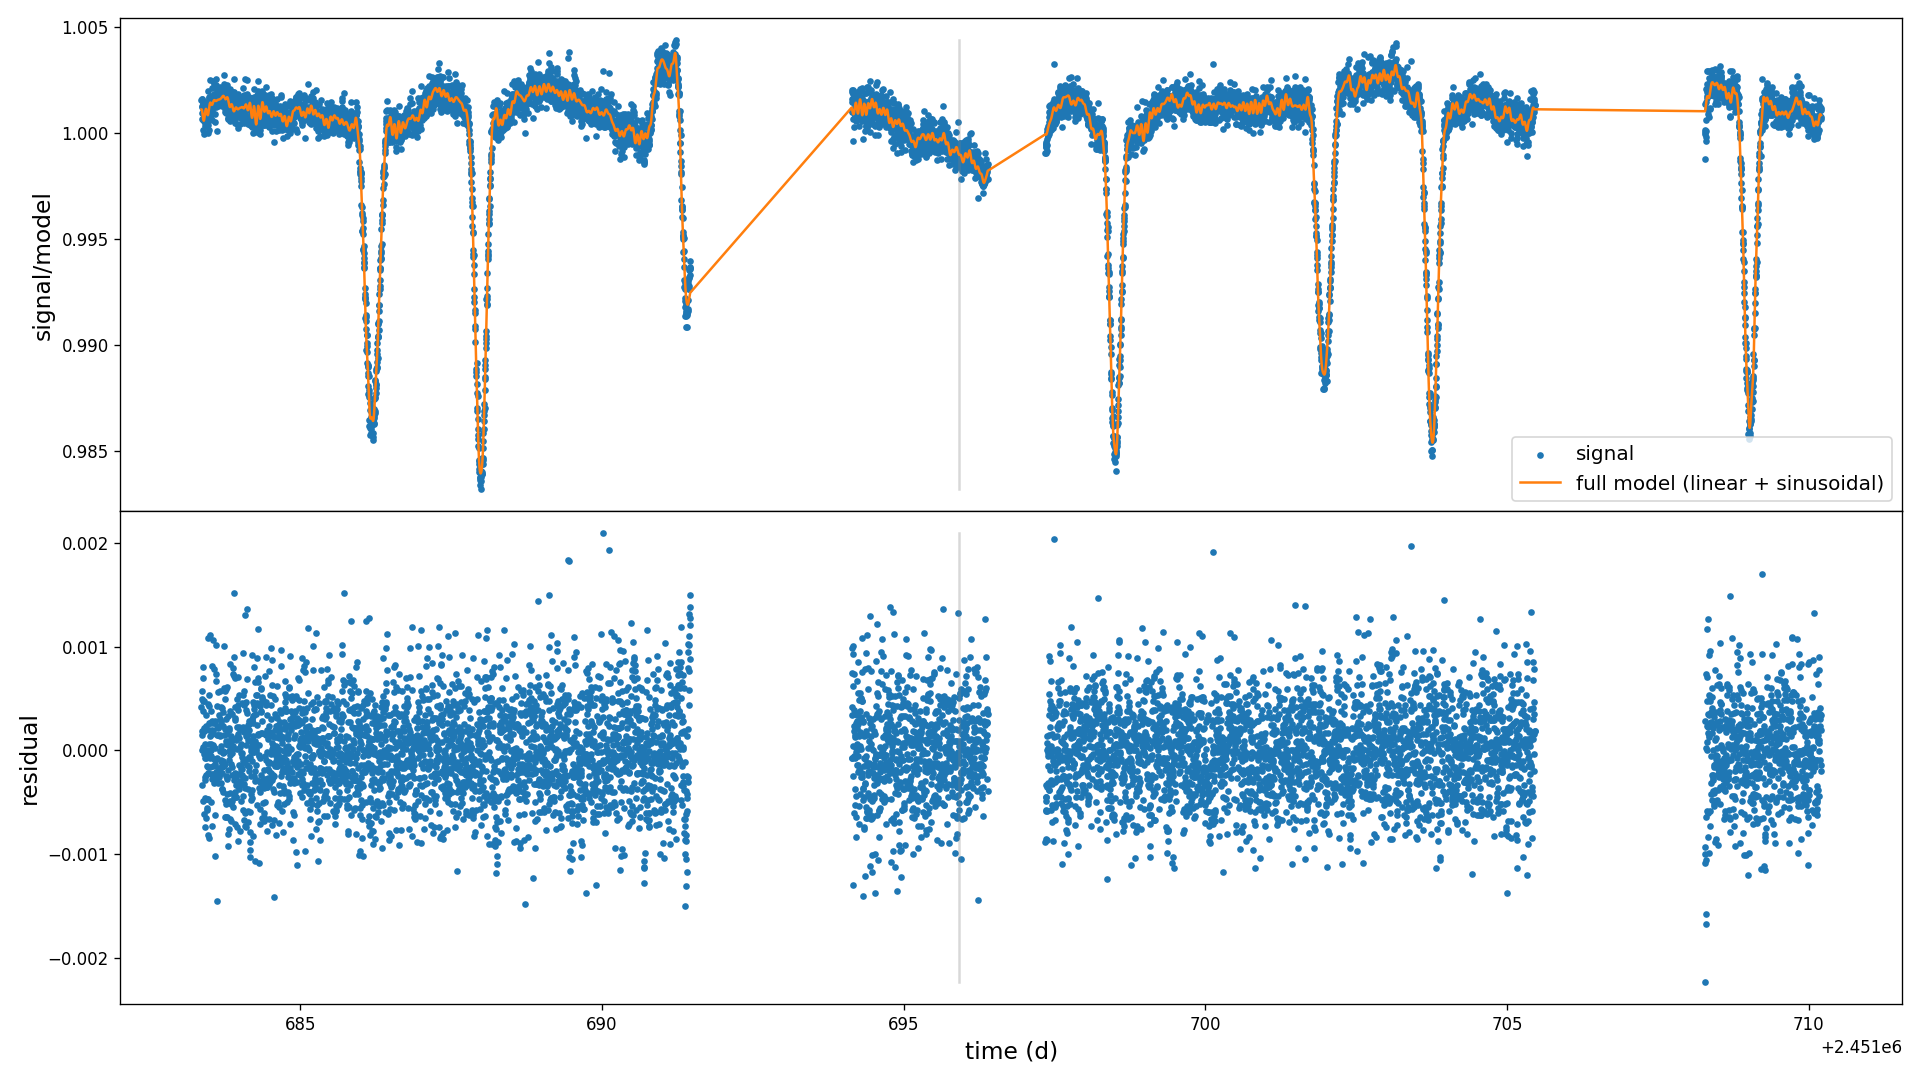 1.005
1.000
0.995
0.990
0.985
signal/model
signal
full model (linear + sinusoidal)
0.002
0.001
0.000
−0.001
−0.002
residual
685
690
695
700
705
710
time (d)
+2.451e6